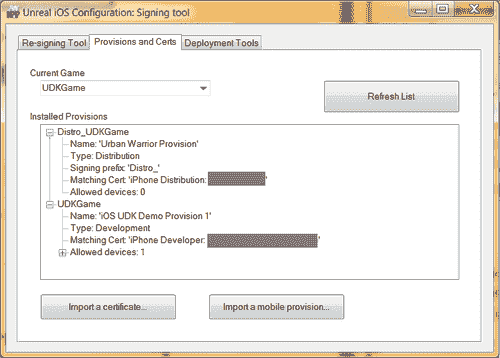 Unreal iOS Configuration: Signing tool
Re-signing Tool Provisions and Certs Deployment Tools
Current Game
UDKGame
Refresh List
Installed Provisions
Distro_UDKGame
Name: 'Urban Warrior Provision'
Type: Distribution
Signing prefix: 'Distro_'
Matching Cert: 'iPhone Distribution: '
Allowed devices: 0
UDKGame
Name: 'iOS UDK Demo Provision 1'
Type: Development
Matching Cert: 'iPhone Developer: '
Allowed devices: 1
Import a certificate... Import a mobile provision...